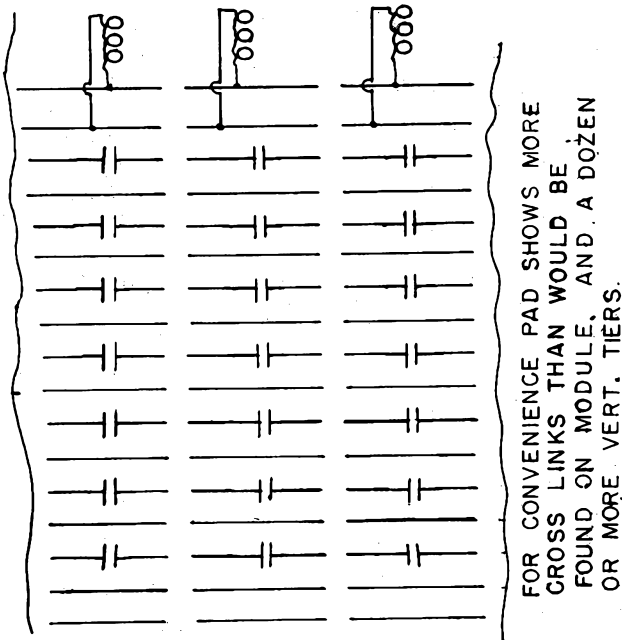 FOR CONVENIENCE PAD SHOWS MORE
CROSS LINKS THAN WOULD BE
FOUND ON MODULE, AND A DOZEN
OR MORE VERT. TIERS.